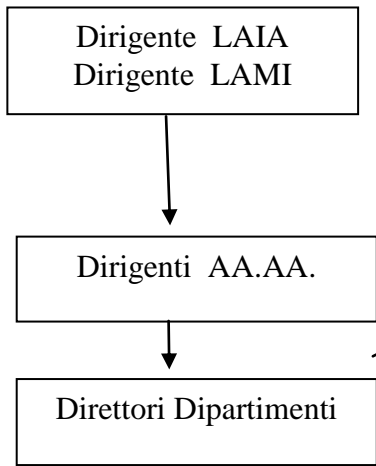 Dirigente LAIA
Dirigente LAMI
Dirigenti AA.AA.
Direttori Dipartimenti